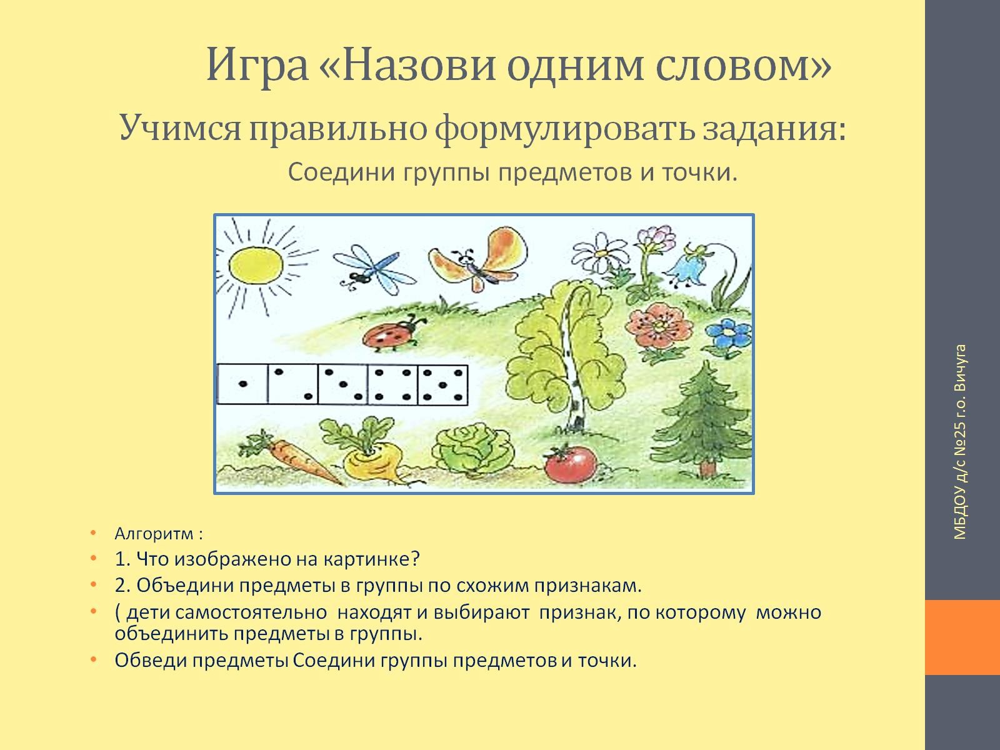 Игра «Назови одним словом»
Учимся правильно формулировать задания:
Соедини группы предметов и точки.
• Алгоритм :
• 1. Что изображено на картинке?
• 2. Объедини предметы в группы по схожим признакам.
• ( дети самостоятельно находят и выбирают признак, по которому можно
объединить предметы в группы.
• Обведи предметы Соедини группы предметов и точки.
МБДОУ д/с №25 г.о. Вичуга